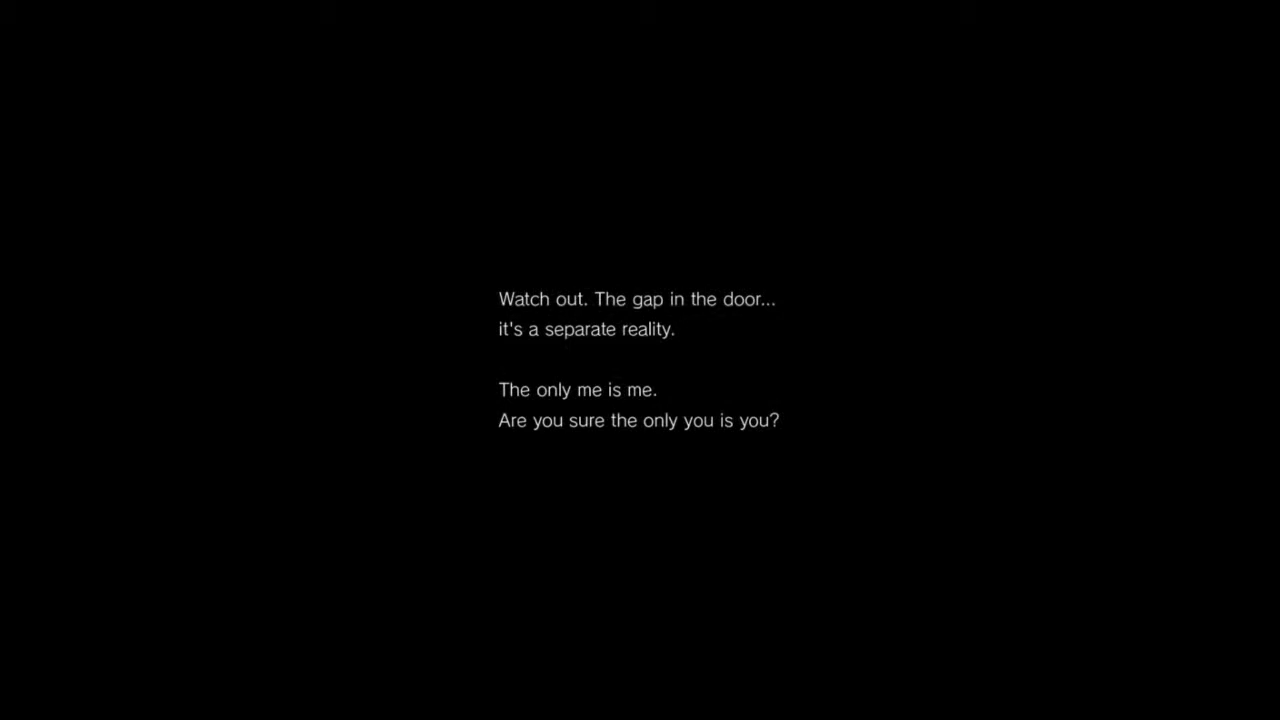 Watch out. The gap in the door...
it's a separate reality.
The only me is me.
Are you sure the only you is you?